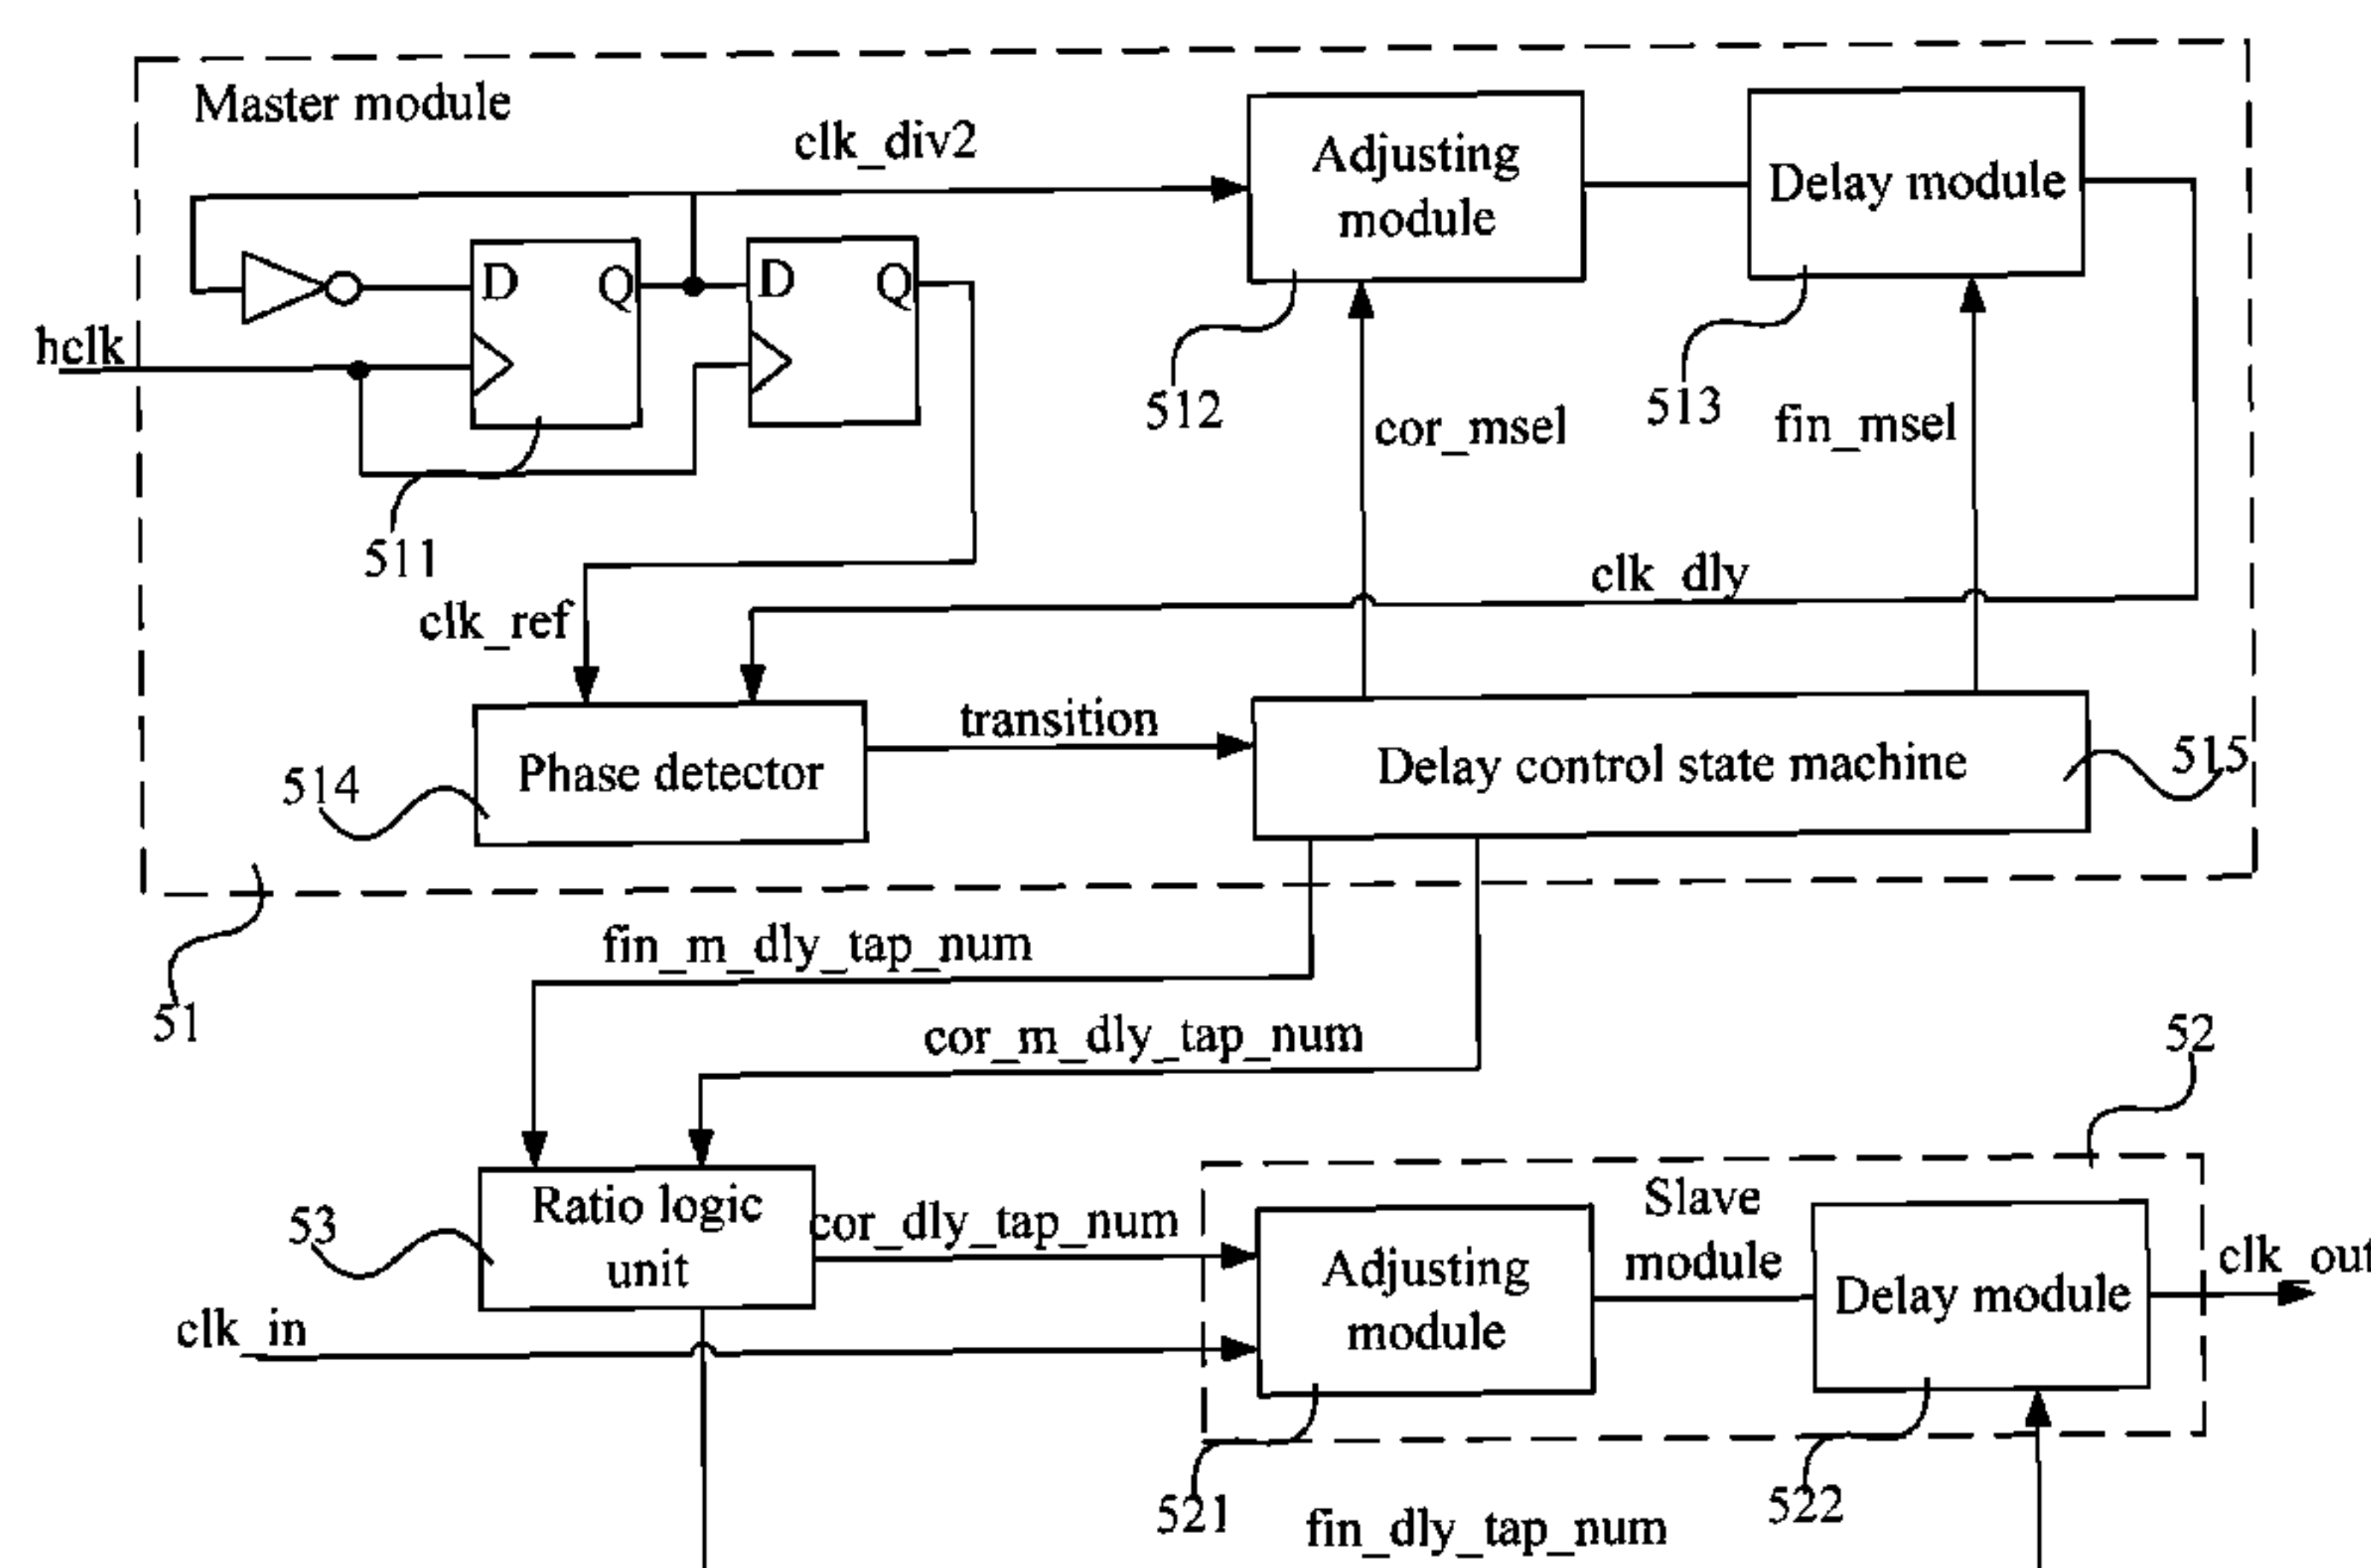 Master module
clk_div2
Adjusting
module
Delay module
D
Q
D
Q
hclk
512
513
cor_msel
fin_msel
511
clk_ref
clk_dly
transition
Phase detector
Delay control state machine
514
515
fin_m_dly_tap_num
51
cor_m_dly_tap_num
52
Ratio logic
unit
53
cor_dly_tap_num
Slave
module
Adjusting
module
Delay module
clk_out
clk_in
521
522
fin_dly_tap_num